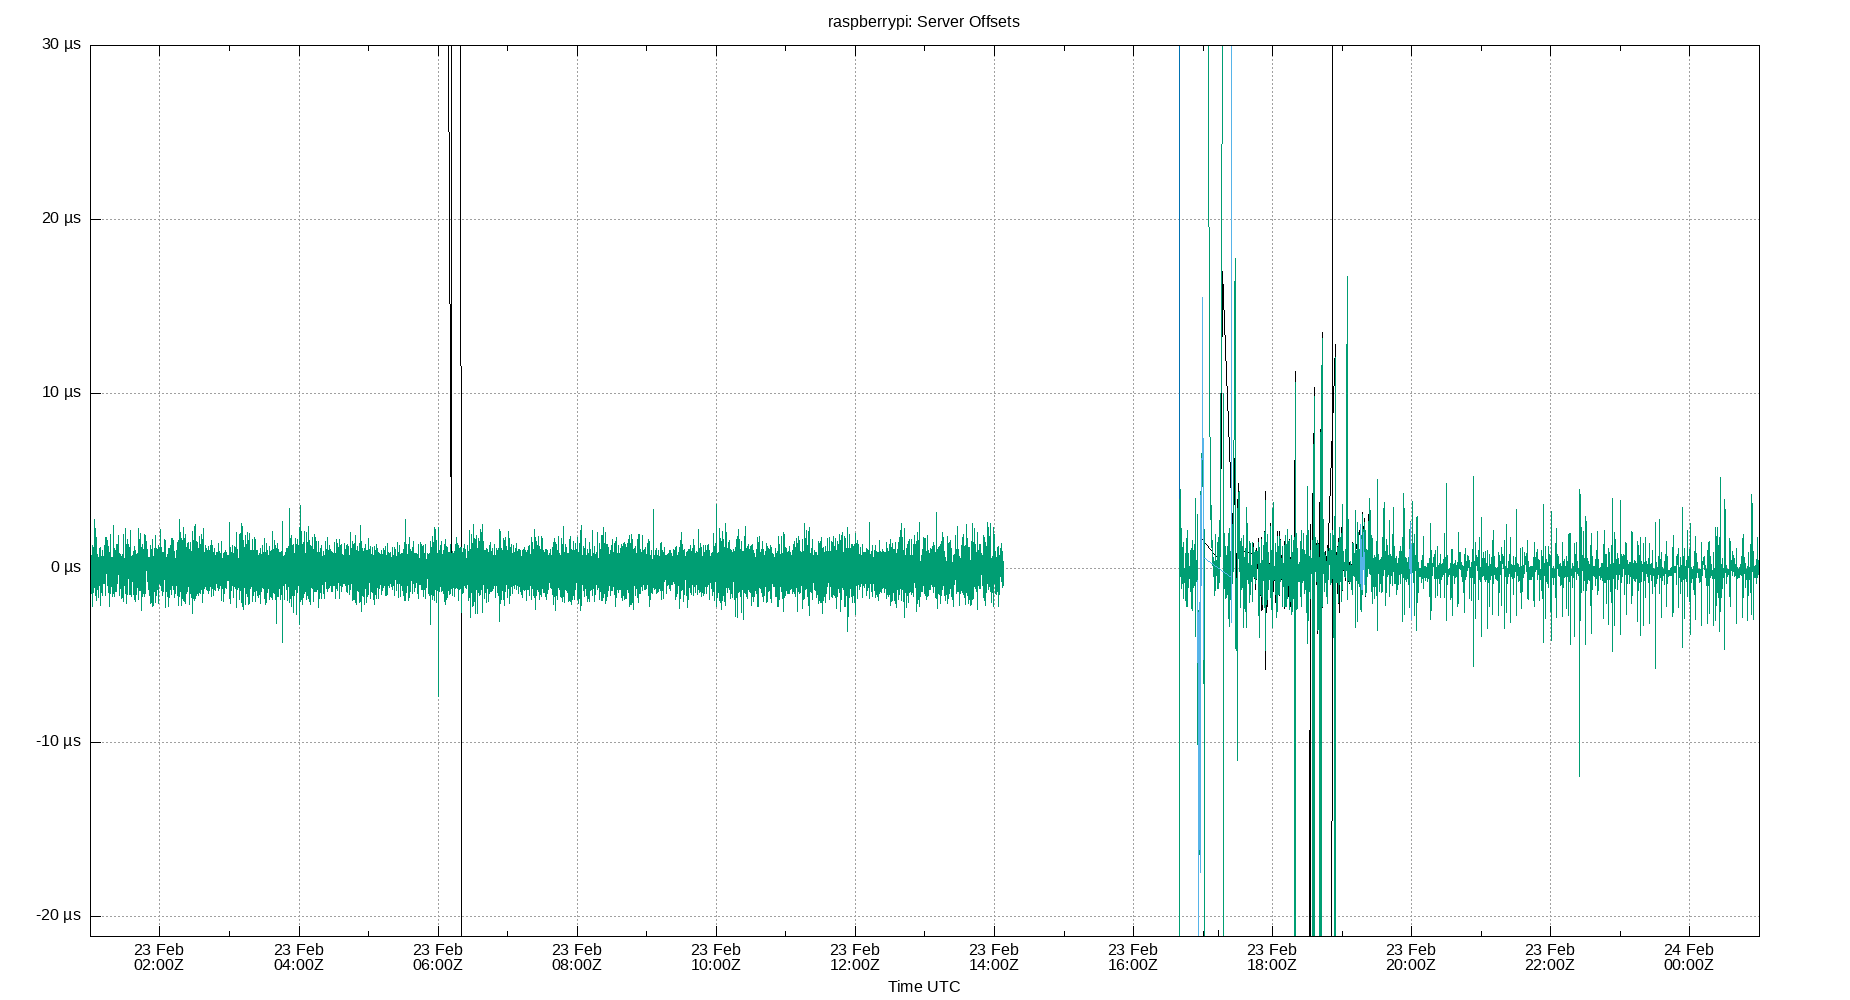 raspberrypi: Server Offsets
30 µs
20 µs
10 µs
0 µs
-10 µs
-20 µs
23 Feb 23 Feb 23 Feb 23 Feb 23 Feb 23 Feb 23 Feb 23 Feb 23 Feb 23 Feb 23 Feb 24 Feb
02:00Z 04:00Z 06:00Z 08:00Z 10:00Z 12:00Z 14:00Z 16:00Z 18:00Z 20:00Z 22:00Z 00:00Z
Time UTC